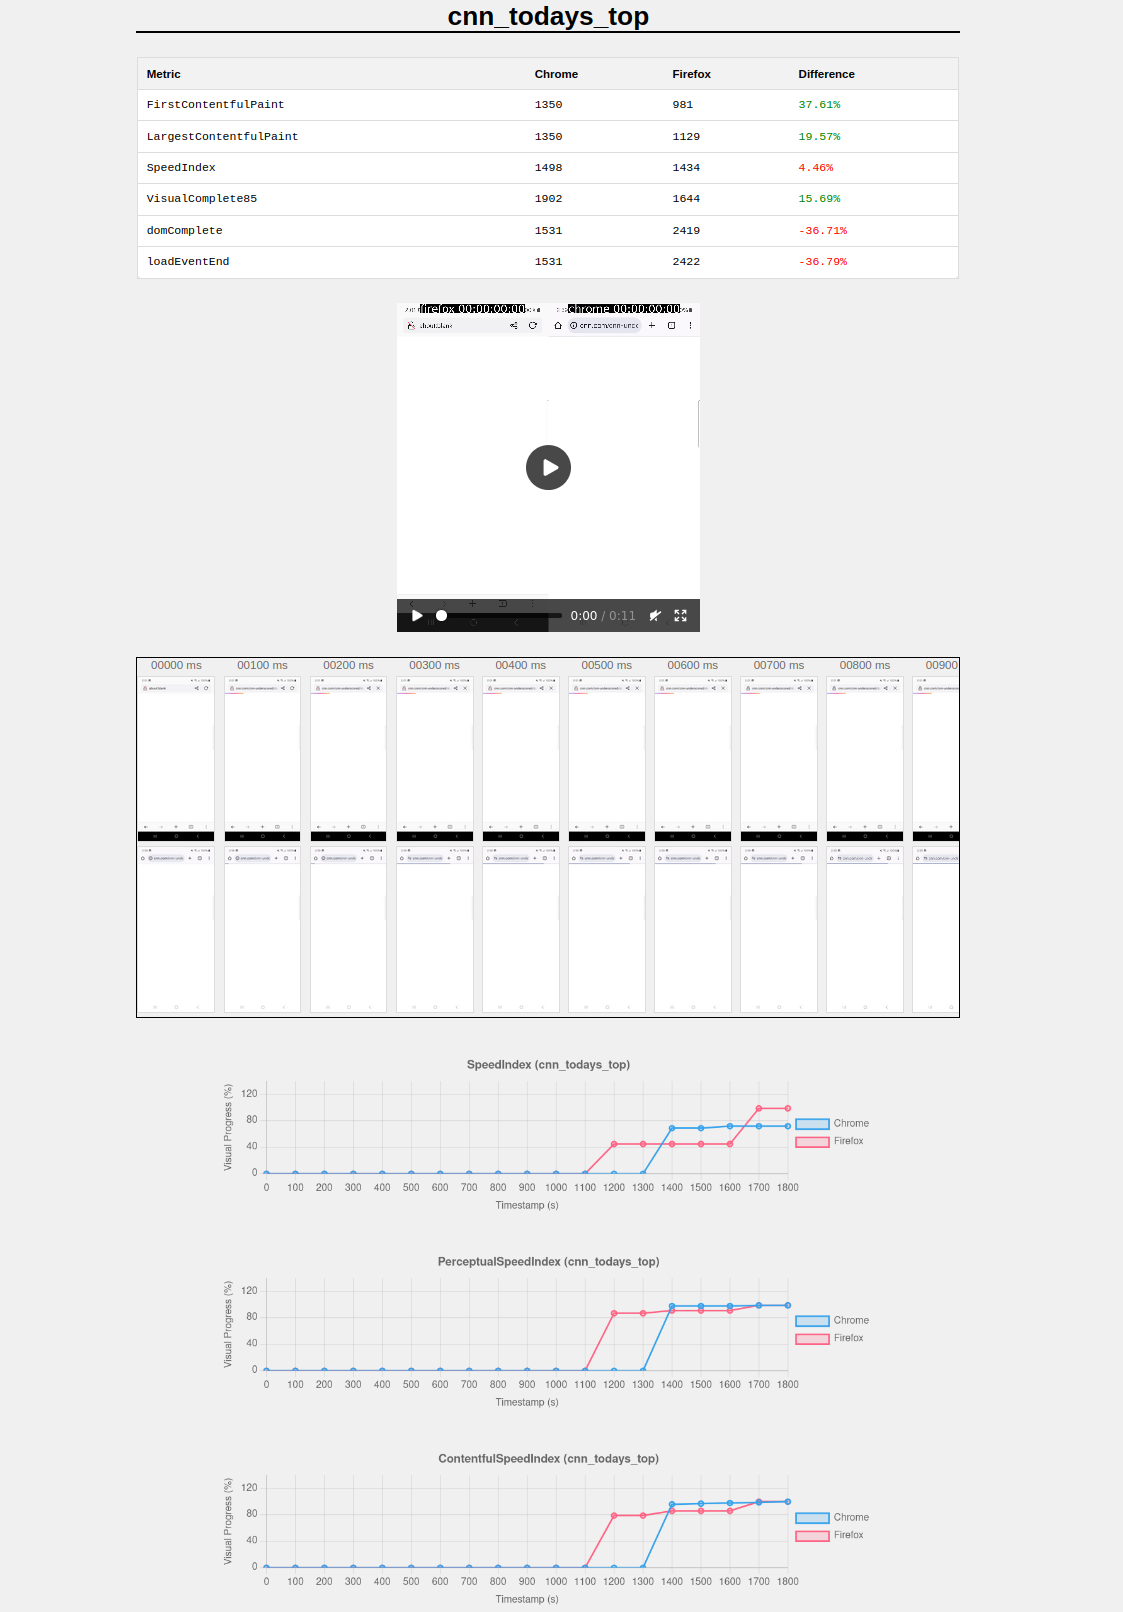 cnn_todays_top
Metric Chrome Firefox Difference
FirstContentfulPaint 1350 981 37.61%
LargestContentfulPaint 1350 1129 19.57%
SpeedIndex 1498 1434 4.46%
VisualComplete85 1902 1644 15.69%
domComplete 1531 2419 -36.71%
loadEventEnd 1531 2422 -36.79%
firefox 00:00:00:00 chrome 00:00:00:00
about:blank
0:00 / 0:11
00000 ms 00100 ms 00200 ms 00300 ms 00400 ms 00500 ms 00600 ms 00700 ms 00800 ms 00900
SpeedIndex (cnn_todays_top)
Visual Progress (%)
120
80
40
0
0 100 200 300 400 500 600 700 800 900 1000 1100 1200 1300 1400 1500 1600 1700 1800
Timestamp (s)
Chrome
Firefox
PerceptualSpeedIndex (cnn_todays_top)
Visual Progress (%)
120
80
40
0
0 100 200 300 400 500 600 700 800 900 1000 1100 1200 1300 1400 1500 1600 1700 1800
Timestamp (s)
Chrome
Firefox
ContentfulSpeedIndex (cnn_todays_top)
Visual Progress (%)
120
80
40
0
0 100 200 300 400 500 600 700 800 900 1000 1100 1200 1300 1400 1500 1600 1700 1800
Timestamp (s)
Chrome
Firefox